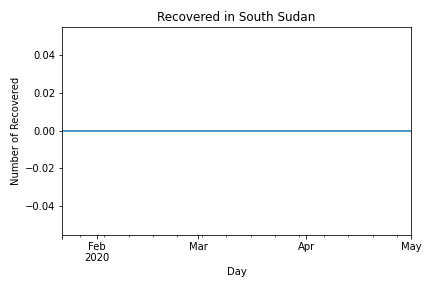 Recovered in South Sudan
Number of Recovered
0.04
0.02
0.00
−0.02
−0.04
Feb
2020
Mar
Apr
May
Day